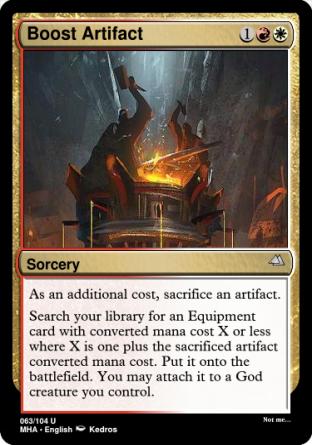 Boost Artifact
1
Sorcery
As an additional cost, sacrifice an artifact.
Search your library for an Equipment
card with converted mana cost X or less
where X is one plus the sacrificed artifact
converted mana cost. Put it onto the
battlefield. You may attach it to a God
creature you control.
063/104 U
Not me...
MHA • English Kedros